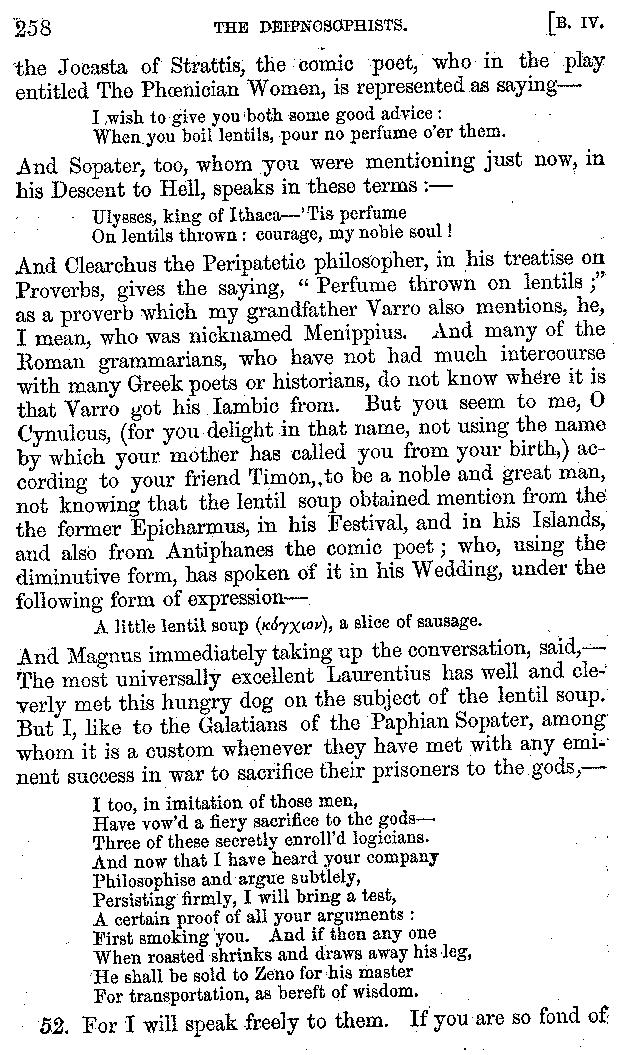 258 THE DEIPNOSOPHISTS. [B. IV.
the Jocasta of Strattis, the comic poet, who in the play
entitled The Phœnician Women, is represented as saying—
I wish to give you both some good advice :
When you boil lentils, pour no perfume o'er them.
And Sopater, too, whom you were mentioning just now, in
his Descent to Hell, speaks in these terms :—
Ulysses, king of Ithaca—'Tis perfume
On lentils thrown : courage, my noble soul !
And Clearchus the Peripatetic philosopher, in his treatise on
Proverbs, gives the saying, " Perfume thrown on lentils ;"
as a proverb which my grandfather Varro also mentions, he,
I mean, who was nicknamed Menippius. And many of the
Roman grammarians, who have not had much intercourse
with many Greek poets or historians, do not know where it is
that Varro got his Iambic from. But you seem to me, O
Cynulcus, (for you delight in that name, not using the name
by which your mother has called you from your birth,) ac-
cording to your friend Timon, to be a noble and great man,
not knowing that the lentil soup obtained mention from the
the former Epicharmus, in his Festival, and in his Islands,
and also from Antiphanes the comic poet ; who, using the
diminutive form, has spoken of it in his Wedding, under the
following form of expression—
A little lentil soup (κόγχιον), a slice of sausage.
And Magnus immediately taking up the conversation, said,—
The most universally excellent Laurentius has well and cle-
verly met this hungry dog on the subject of the lentil soup.
But I, like to the Galatians of the Paphian Sopater, among
whom it is a custom whenever they have met with any emi-
nent success in war to sacrifice their prisoners to the gods,—
I too, in imitation of those men,
Have vow'd a fiery sacrifice to the gods—
Three of these secretly enroll'd logicians.
And now that I have heard your company
Philosophise and argue subtlely,
Persisting firmly, I will bring a test,
A certain proof of all your arguments :
First smoking you. And if then any one
When roasted shrinks and draws away his leg,
He shall be sold to Zeno for his master
For transportation, as bereft of wisdom.
52. For I will speak freely to them. If you are so fond of